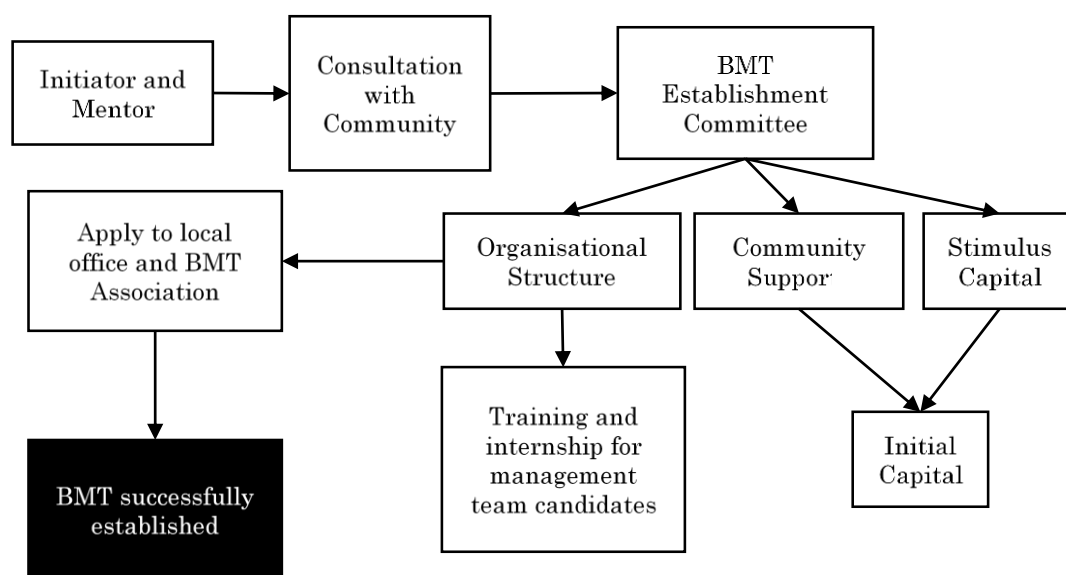 Initiator and
Mentor
Consultation
with
Community
BMT
Establishment
Committee
Apply to local
office and BMT
Association
Organisational
Structure
Community
Suppor
Stimulus
Capital
Training and
internship for
management
team candidates
Initial
Capital
BMT successfully
established